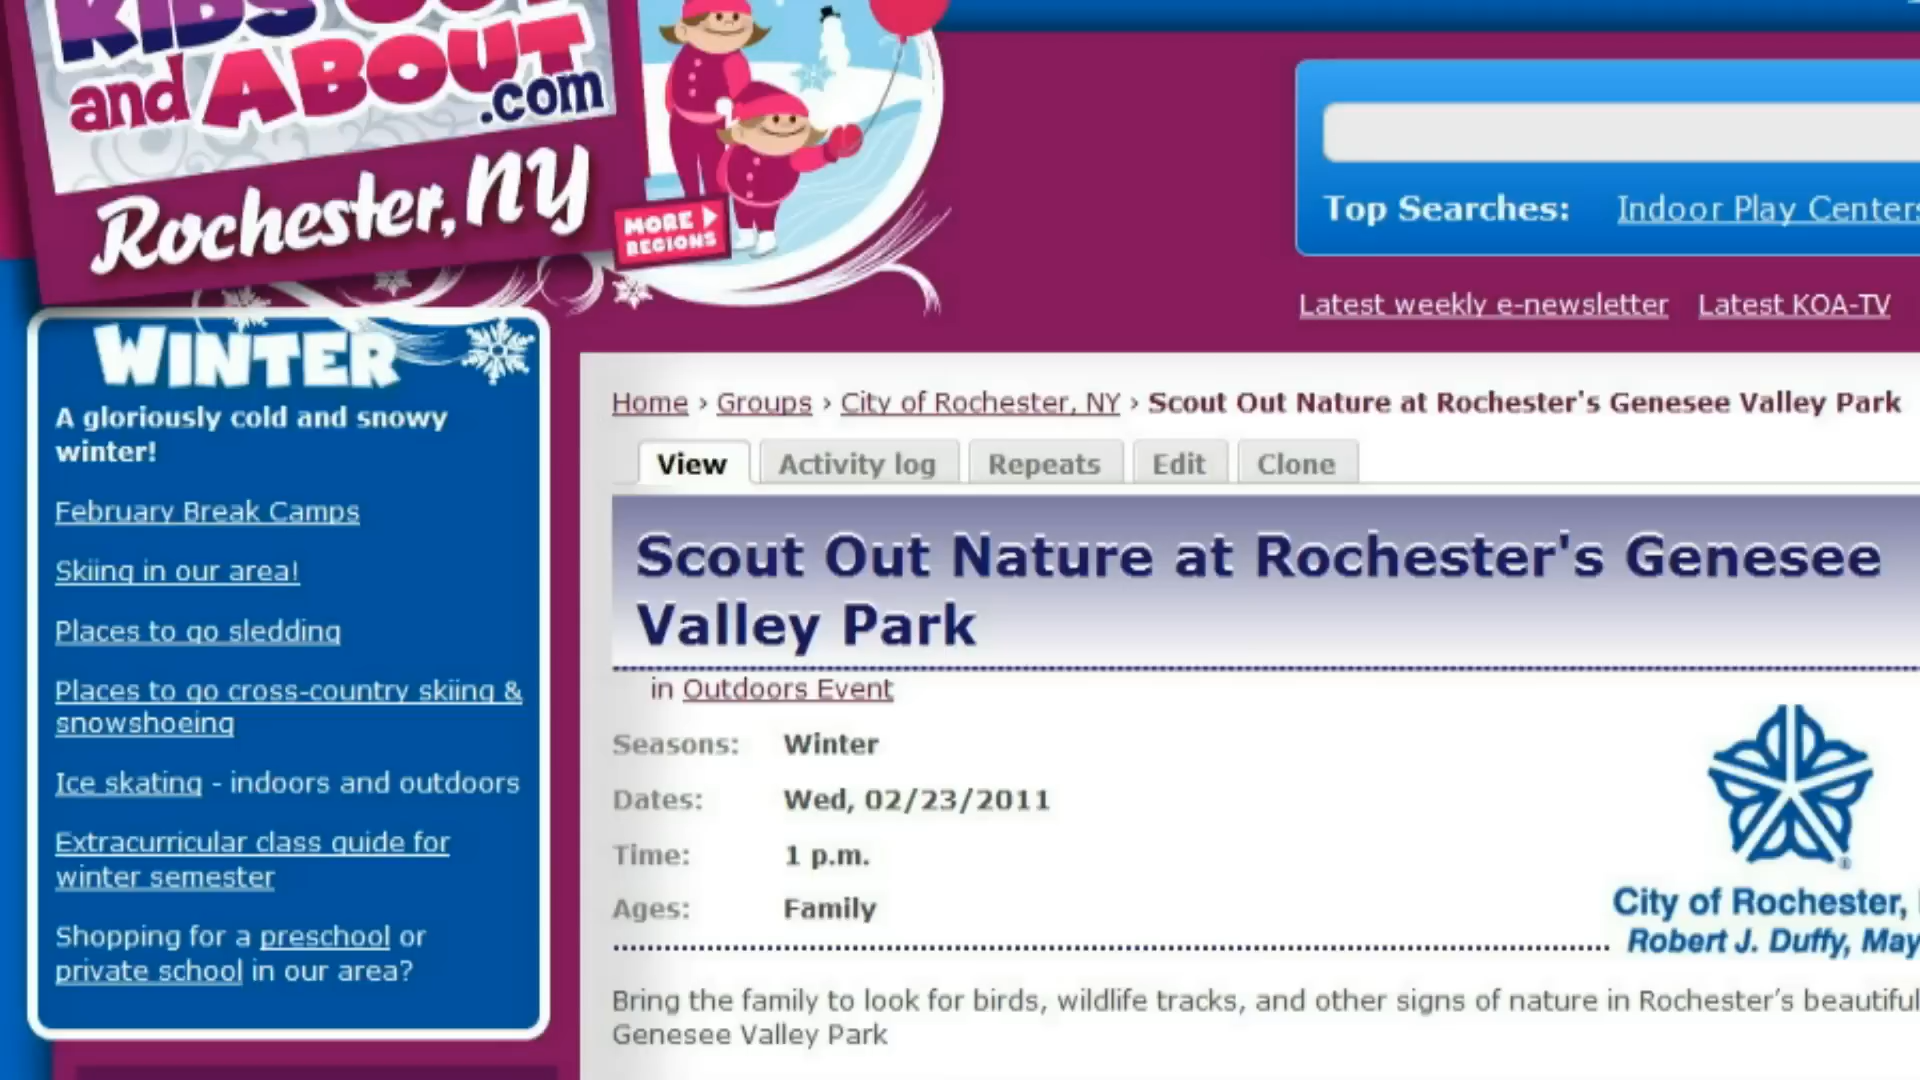 KIDS OUT
and ABOUT
.com
Rochester, NY
MORE
REGIONS
Top Searches: Indoor Play Centers
Latest weekly e-newsletter Latest KOA-TV
WINTER
A gloriously cold and snowy
winter!
February Break Camps
Skiing in our area!
Places to go sledding
Places to go cross-country skiing &
snowshoeing
Ice skating - indoors and outdoors
Extracurricular class guide for
winter semester
Shopping for a preschool or
private school in our area?
Home › Groups › City of Rochester, NY › Scout Out Nature at Rochester's Genesee Valley Park
View Activity log Repeats Edit Clone
Scout Out Nature at Rochester's Genesee
Valley Park
in Outdoors Event
Seasons: Winter
Dates: Wed, 02/23/2011
Time: 1 p.m.
Ages: Family
City of Rochester,
Robert J. Duffy, May
Bring the family to look for birds, wildlife tracks, and other signs of nature in Rochester’s beautiful
Genesee Valley Park